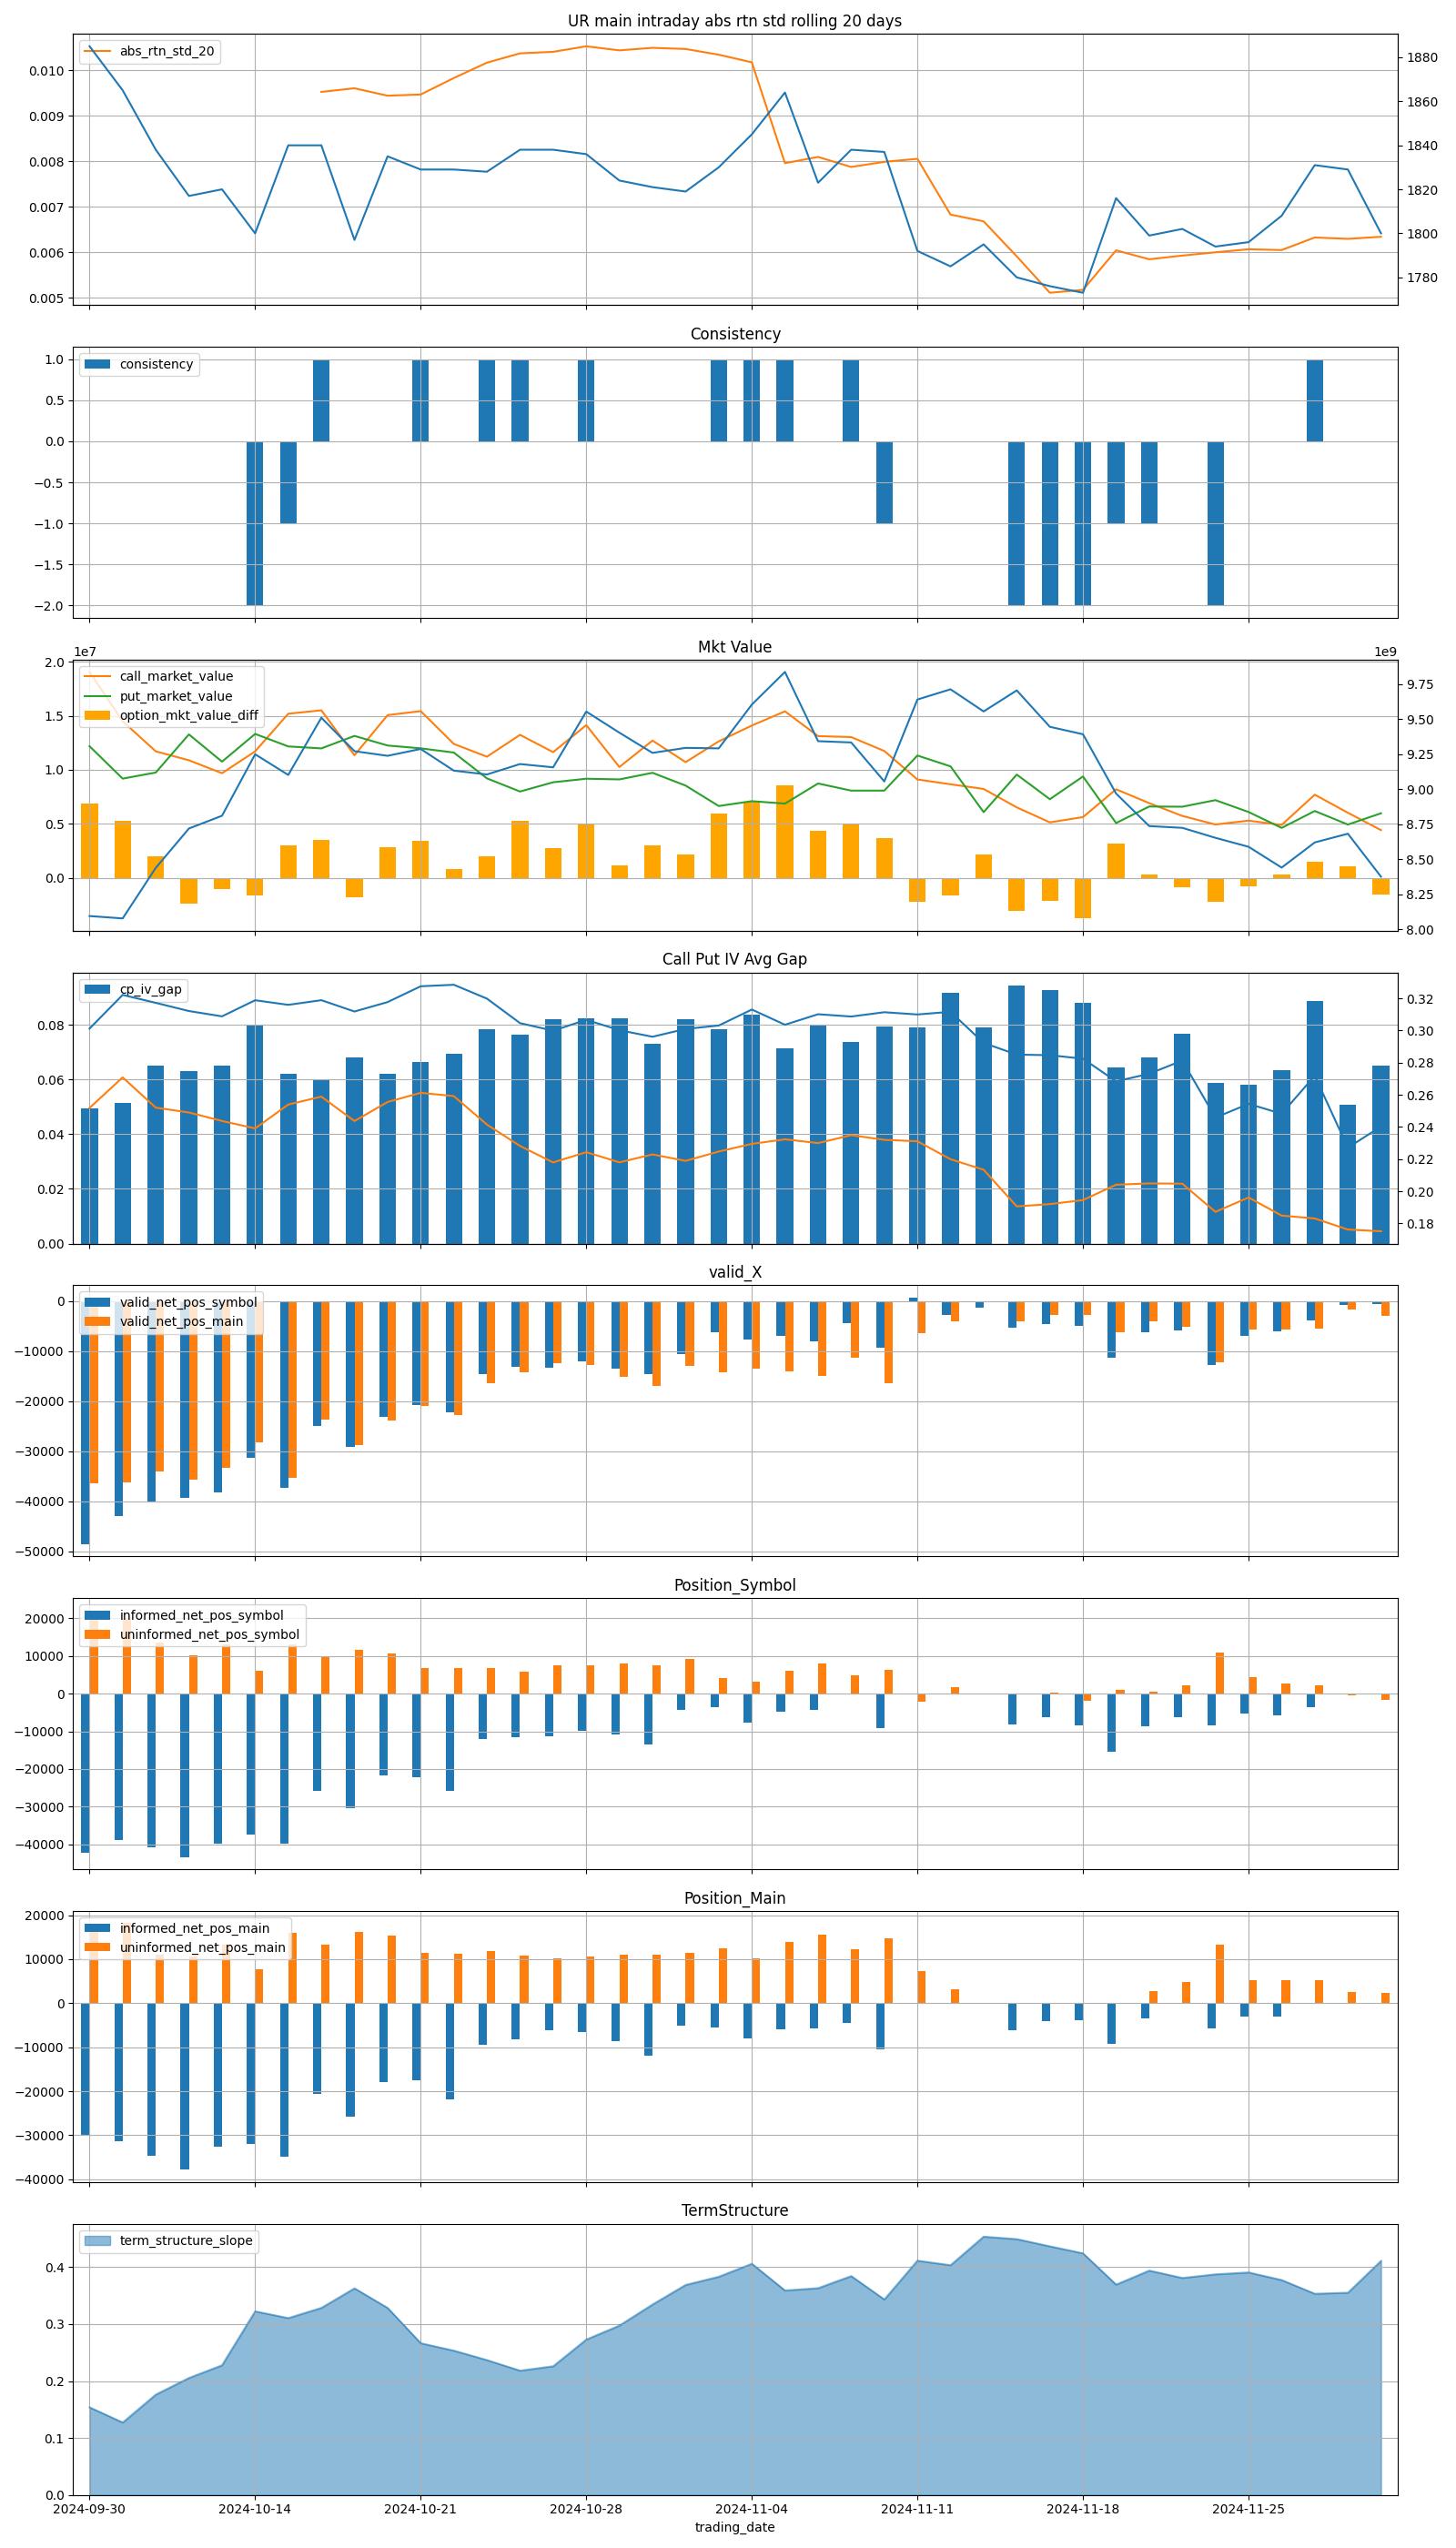 UR main intraday abs rtn std rolling 20 days
abs_rtn_std_20
0.010
0.009
0.008
0.007
0.006
0.005
1880
1860
1840
1820
1800
1780
Consistency
consistency
1.0
0.5
0.0
−0.5
−1.0
−1.5
−2.0
Mkt Value
1e7
1e9
call_market_value
put_market_value
option_mkt_value_diff
2.0
1.5
1.0
0.5
0.0
9.75
9.50
9.25
9.00
8.75
8.50
8.25
8.00
Call Put IV Avg Gap
cp_iv_gap
0.08
0.06
0.04
0.02
0.00
0.32
0.30
0.28
0.26
0.24
0.22
0.20
0.18
valid_X
valid_net_pos_symbol
valid_net_pos_main
0
−10000
−20000
−30000
−40000
−50000
Position_Symbol
informed_net_pos_symbol
uninformed_net_pos_symbol
20000
10000
0
−10000
−20000
−30000
−40000
Position_Main
informed_net_pos_main
uninformed_net_pos_main
20000
10000
0
−10000
−20000
−30000
−40000
TermStructure
term_structure_slope
0.4
0.3
0.2
0.1
0.0
2024-09-30 2024-10-14 2024-10-21 2024-10-28 2024-11-04 2024-11-11 2024-11-18 2024-11-25
trading_date